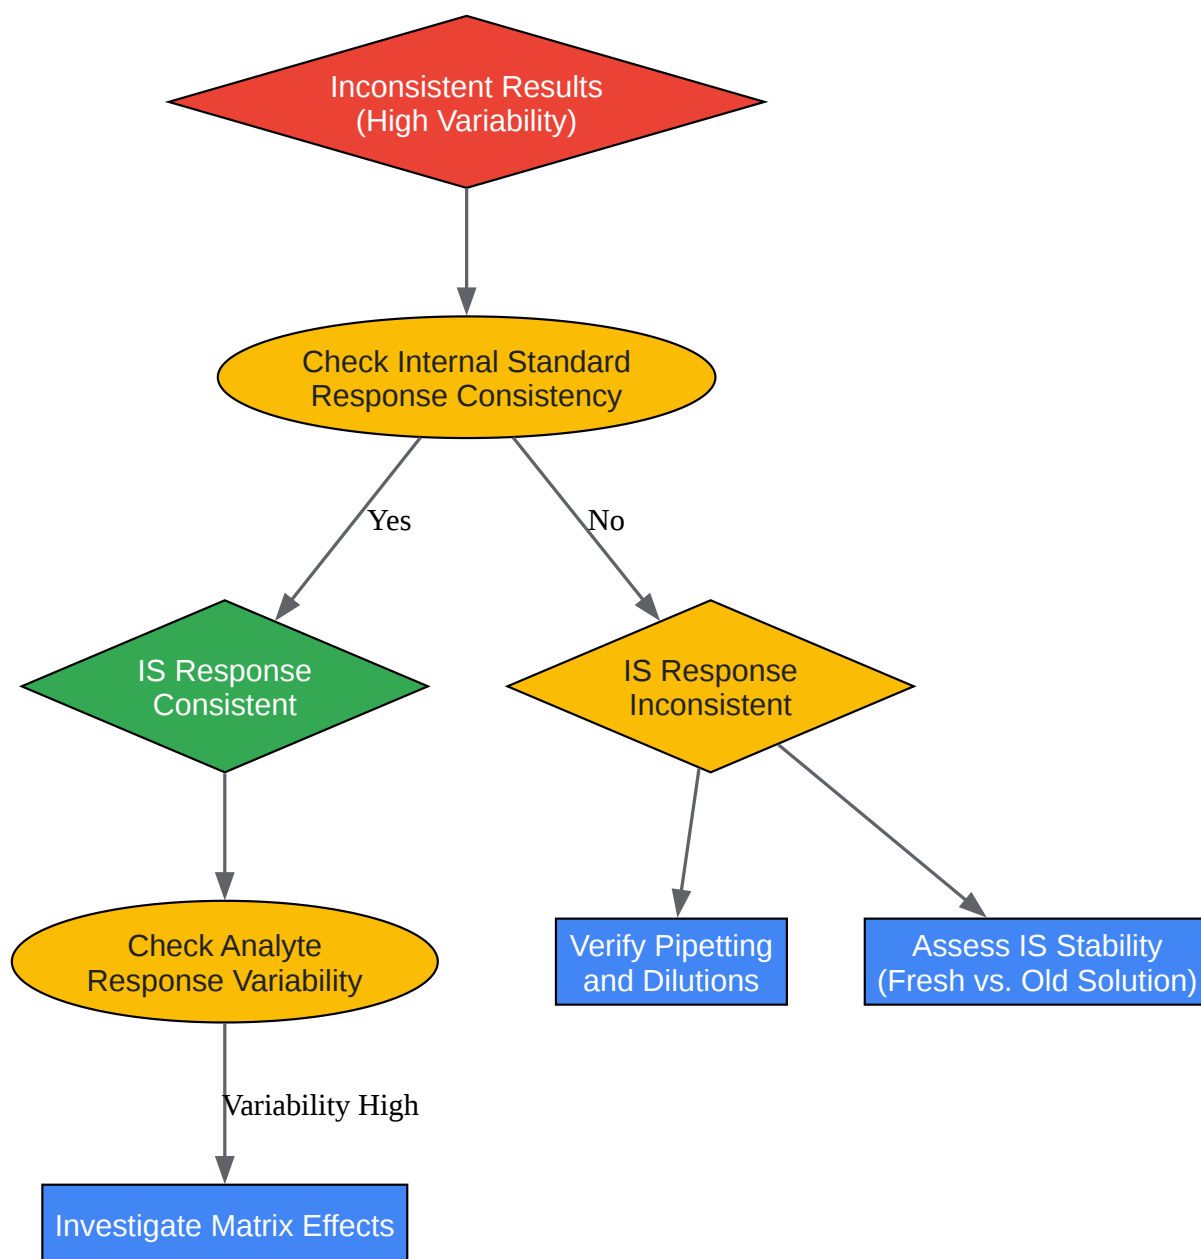 Inconsistent Results
(High Variability)
Check Internal Standard
Response Consistency
Yes
No
IS Response
Consistent
IS Response
Inconsistent
Check Analyte
Response Variability
Verify Pipetting
and Dilutions
Assess IS Stability
(Fresh vs. Old Solution)
Variability High
Investigate Matrix Effects